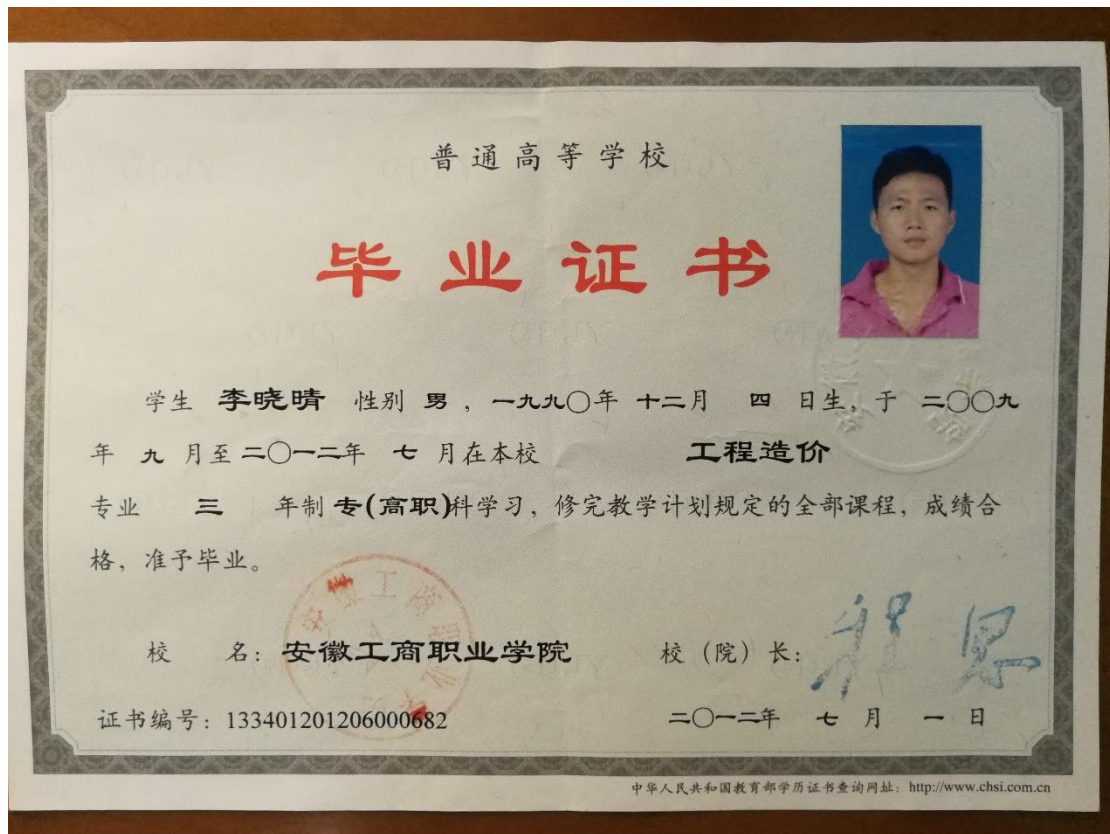 普通高等学校
毕业证书
学生 李晓晴 性别 男，一九九〇年 十二月 四 日生，于 二〇〇九
年 九 月至二〇一二年 七 月在本校 工程造价
专业 三 年制 专(高职)科学习，修完教学计划规定的全部课程，成绩合
格，准予毕业。
校 名：安徽工商职业学院 校（院）长：
证书编号：133401201206000682 二〇一二年 七 月 一 日
中华人民共和国教育部学历证书查询网址：http://www.chsi.com.cn